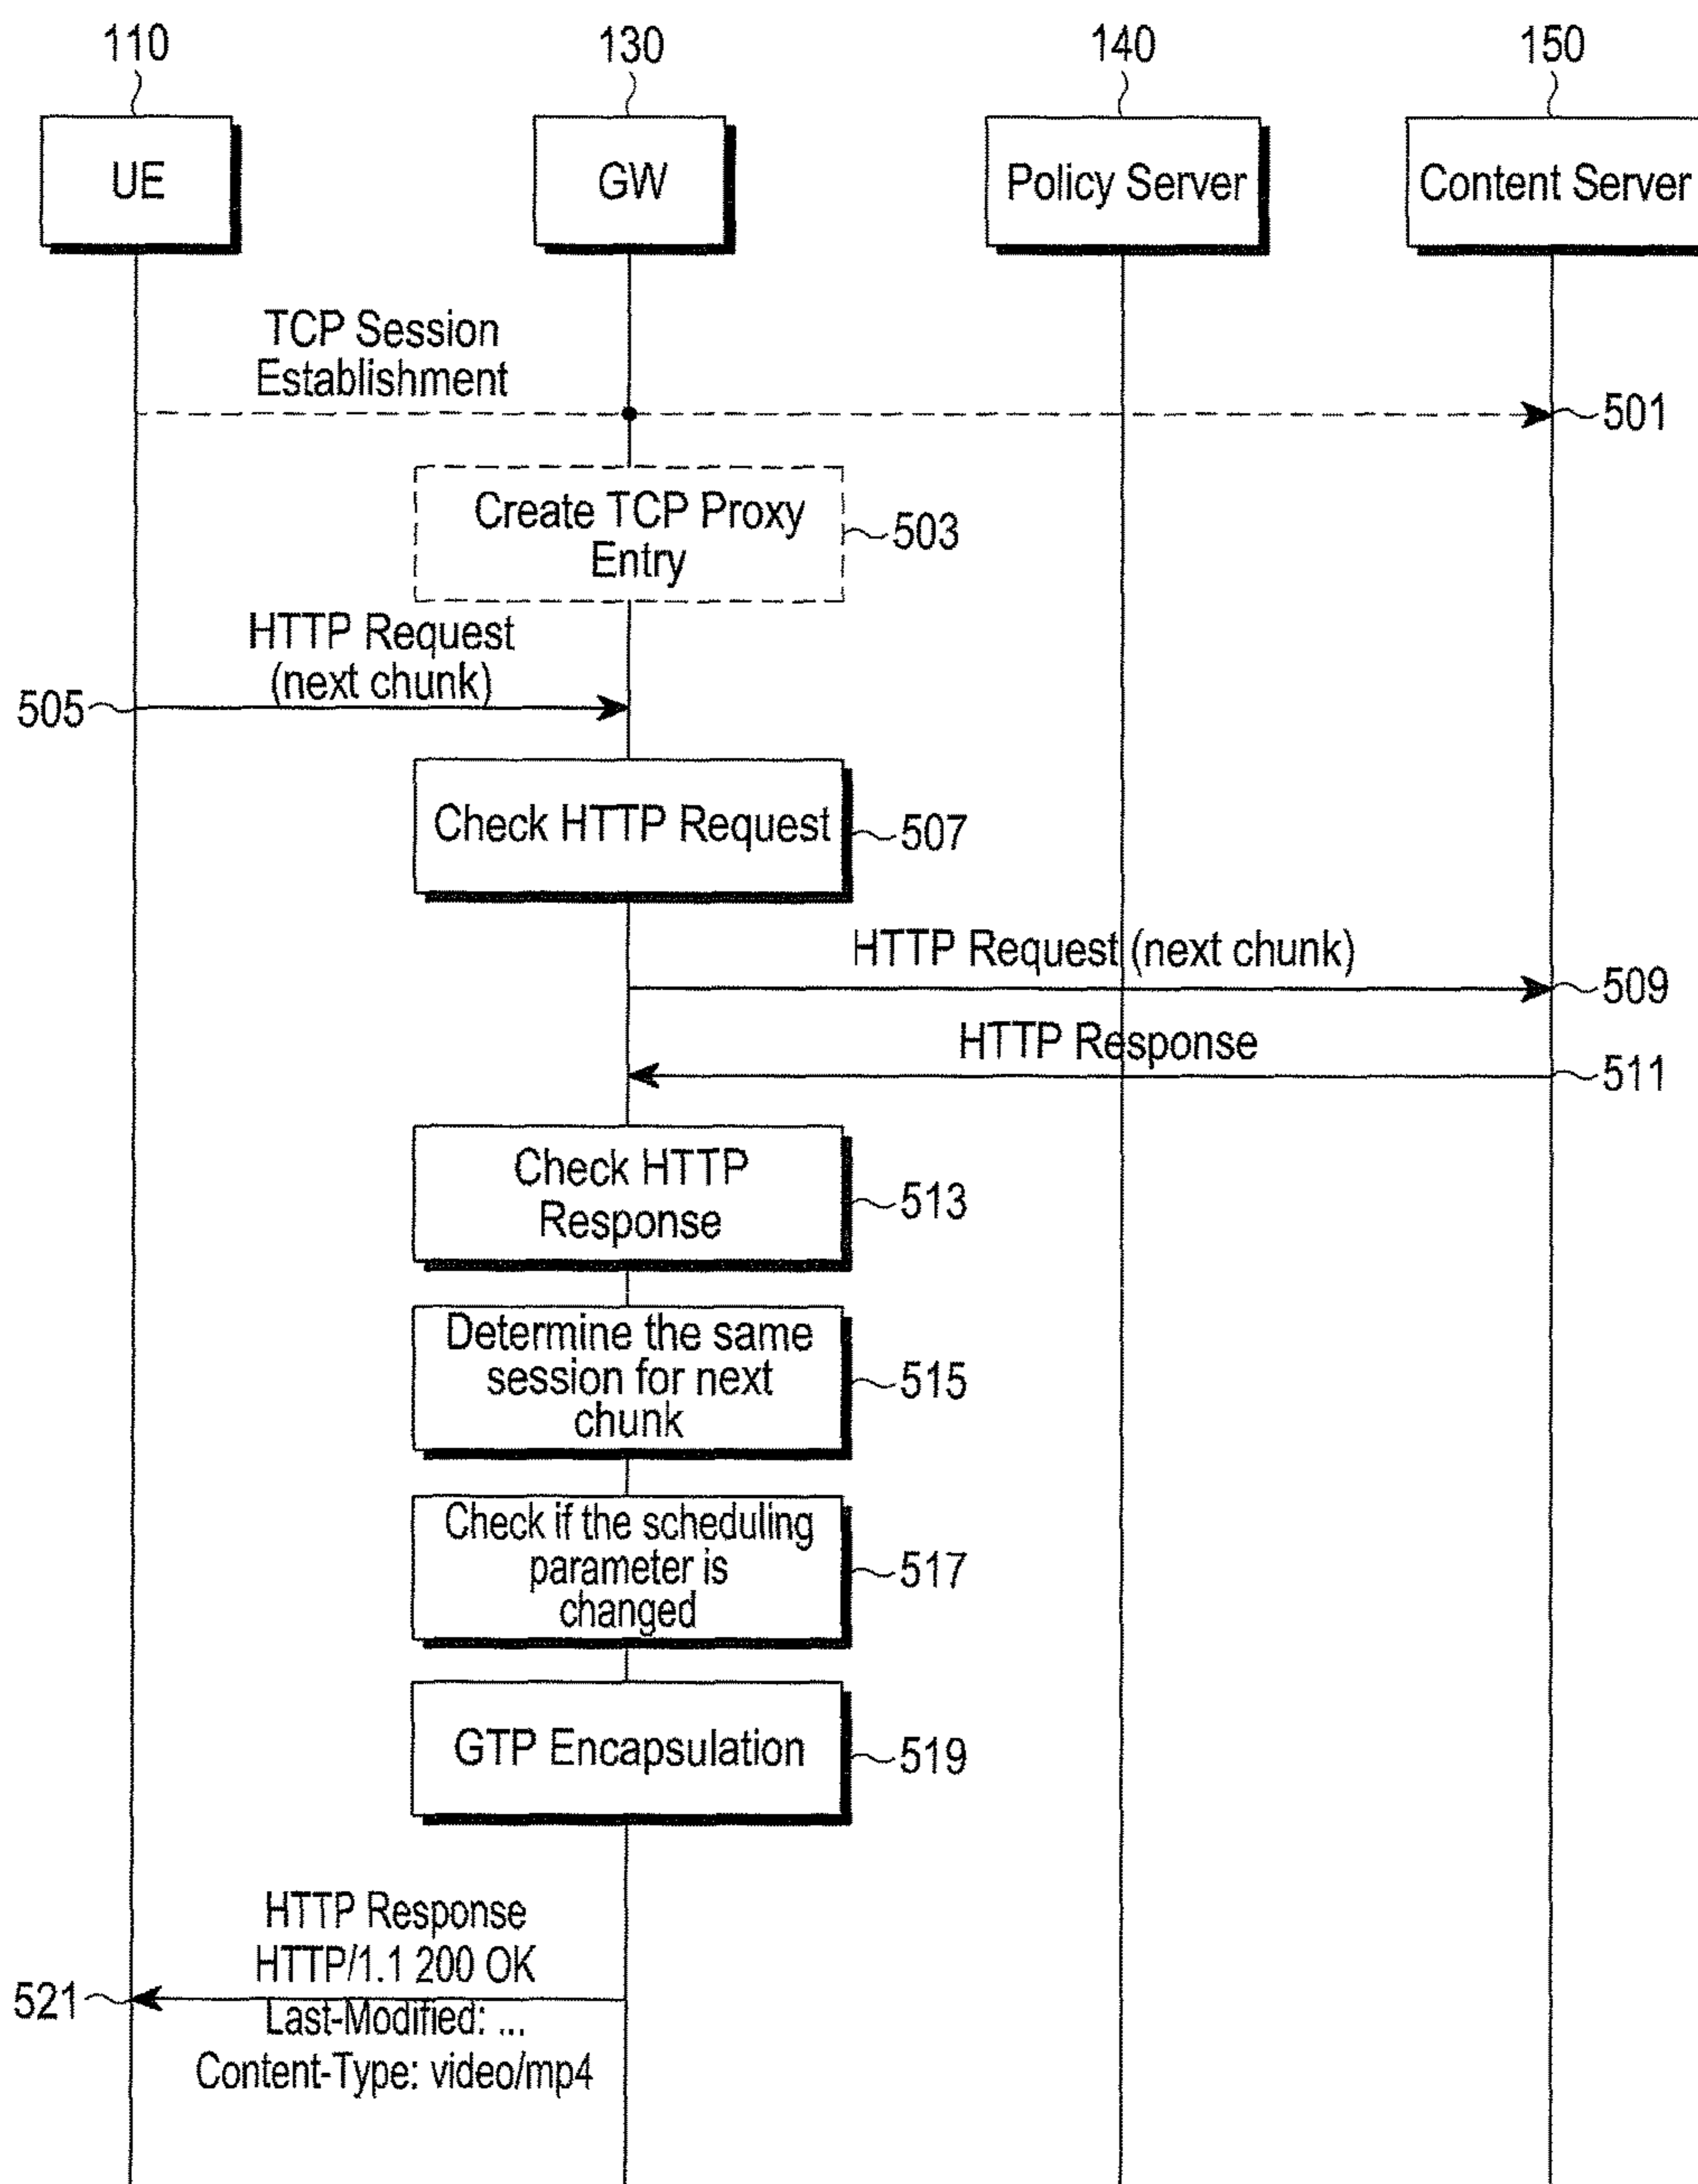 110
130
140
150
UE
GW
Policy Server
Content Server
TCP Session
Establishment
501
Create TCP Proxy
Entry
503
HTTP Request
(next chunk)
505
Check HTTP Request
507
HTTP Request (next chunk)
509
HTTP Response
511
Check HTTP
Response
513
Determine the same
session for next
chunk
515
Check if the scheduling
parameter is
changed
517
GTP Encapsulation
519
HTTP Response
HTTP/1.1 200 OK
521
Last-Modified: ...
Content-Type: video/mp4